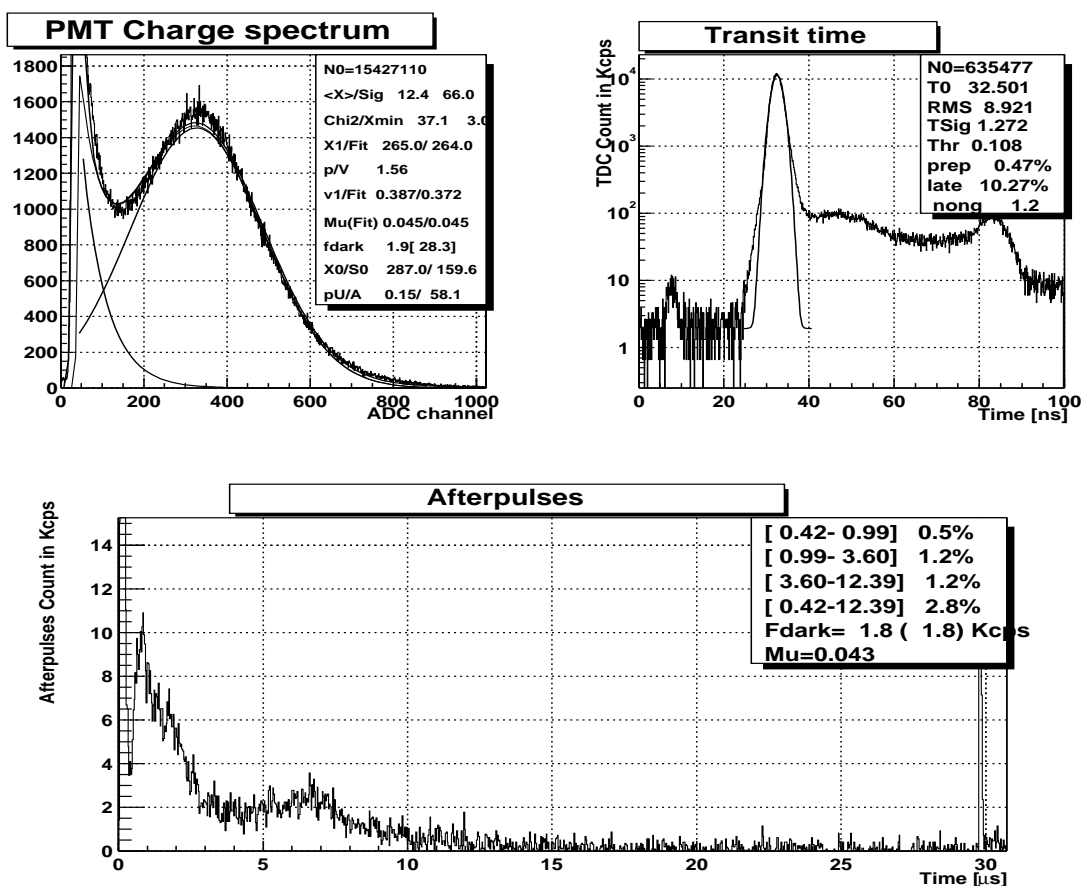 PMT Charge spectrum
1800
1600
1400
1200
1000
800
600
400
200
0
0 200 400 600 800 1000
ADC channel
N0=15427110
<X>/Sig 12.4 66.0
Chi2/Xmin 37.1 3.0
X1/Fit 265.0/ 264.0
p/V 1.56
v1/Fit 0.387/0.372
Mu(Fit) 0.045/0.045
fdark 1.9[ 28.3]
X0/S0 287.0/ 159.6
pU/A 0.15/ 58.1
Transit time
TDC Count in Kcps
10^4
10^3
10^2
10
1
0 20 40 60 80 100
Time [ns]
N0=635477
T0 32.501
RMS 8.921
TSig 1.272
Thr 0.108
prep 0.47%
late 10.27%
nong 1.2
Afterpulses
Afterpulses Count in Kcps
14
12
10
8
6
4
2
0
0 5 10 15 20 25 30
Time [μs]
[ 0.42- 0.99] 0.5%
[ 0.99- 3.60] 1.2%
[ 3.60-12.39] 1.2%
[ 0.42-12.39] 2.8%
Fdark= 1.8 ( 1.8) Kcps
Mu=0.043